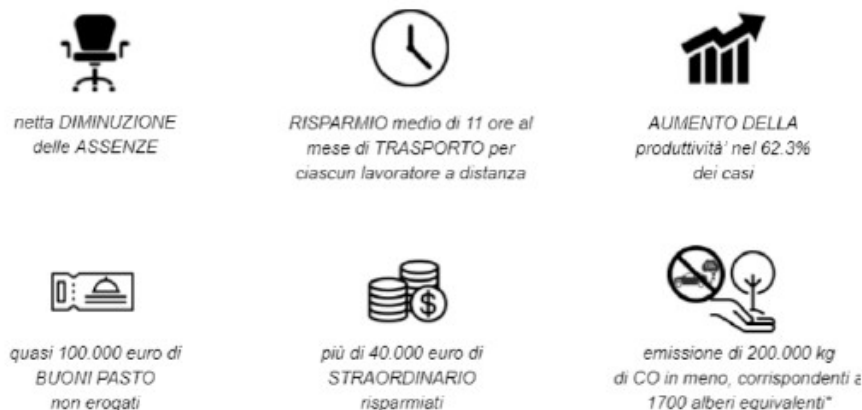 netta DIMINUZIONE
delle ASSENZE
RISPARMIO medio di 11 ore al
mese di TRASPORTO per
ciascun lavoratore a distanza
AUMENTO DELLA
produttività' nel 62.3%
dei casi
quasi 100.000 euro di
BUONI PASTO
non erogati
più di 40.000 euro di
STRAORDINARIO
risparmiati
emissione di 200.000 kg
di CO in meno, corrispondenti a
1700 alberi equivalenti"